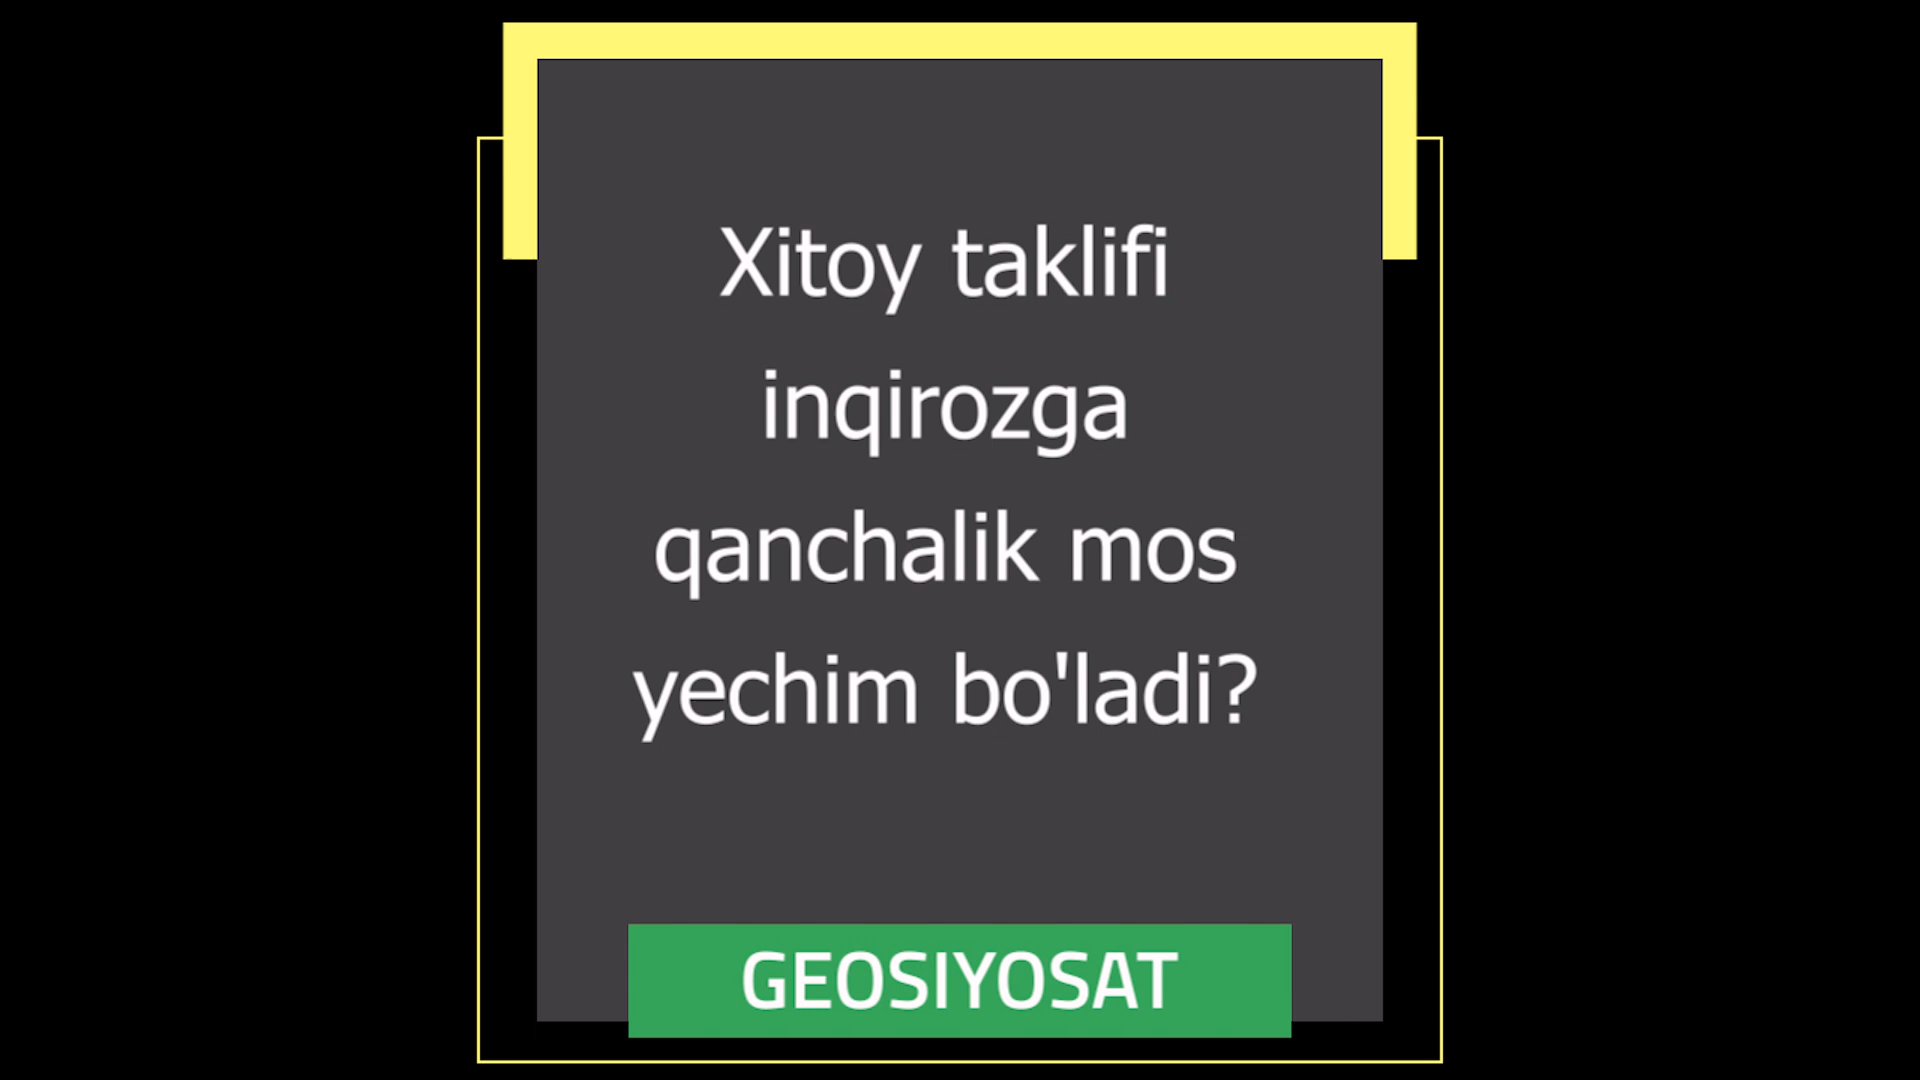 Xitoy taklifi
inqirozga
qanchalik mos
yechim bo'ladi?
GEOSIYOSAT